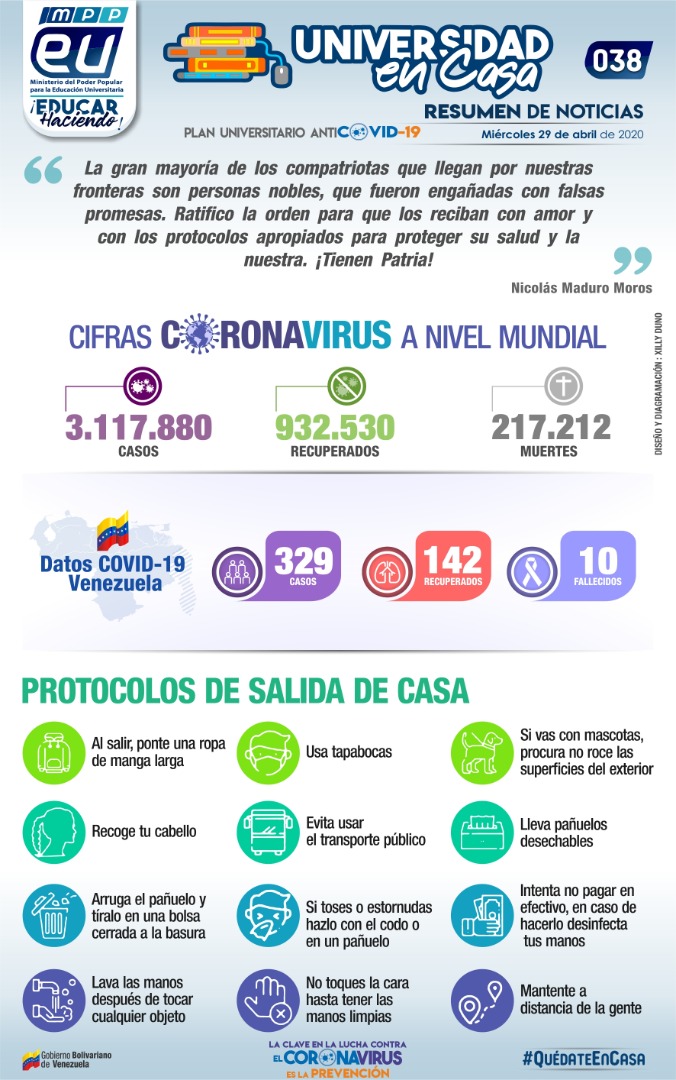 MPP
eu
Ministerio del Poder Popular
para la Educación Universitaria
¡EDUCAR
Haciendo!
UNIVERSIDAD
en Casa
038
RESUMEN DE NOTICIAS
PLAN UNIVERSITARIO ANTICOVID-19
Miércoles 29 de abril de 2020
“ La gran mayoría de los compatriotas que llegan por nuestras
fronteras son personas nobles, que fueron engañadas con falsas
promesas. Ratifico la orden para que los reciban con amor y
con los protocolos apropiados para proteger su salud y la
nuestra. ¡Tienen Patria! ”
Nicolás Maduro Moros
DISEÑO Y DIAGRAMACIÓN : XILLY DUNO
CIFRAS CORONAVIRUS A NIVEL MUNDIAL
3.117.880
CASOS
932.530
RECUPERADOS
217.212
MUERTES
Datos COVID-19
Venezuela
329
CASOS
142
RECUPERADOS
10
FALLECIDOS
PROTOCOLOS DE SALIDA DE CASA
Al salir, ponte una ropa
de manga larga
Usa tapabocas
Si vas con mascotas,
procura no roce las
superficies del exterior
Recoge tu cabello
Evita usar
el transporte público
Lleva pañuelos
desechables
Arruga el pañuelo y
tíralo en una bolsa
cerrada a la basura
Si toses o estornudas
hazlo con el codo o
en un pañuelo
Intenta no pagar en
efectivo, en caso de
hacerlo desinfecta
tus manos
Lava las manos
después de tocar
cualquier objeto
No toques la cara
hasta tener las
manos limpias
Mantente a
distancia de la gente
Gobierno Bolivariano
de Venezuela
LA CLAVE EN LA LUCHA CONTRA
EL CORONAVIRUS
ES LA PREVENCIÓN
#QUÉDATEENCASA